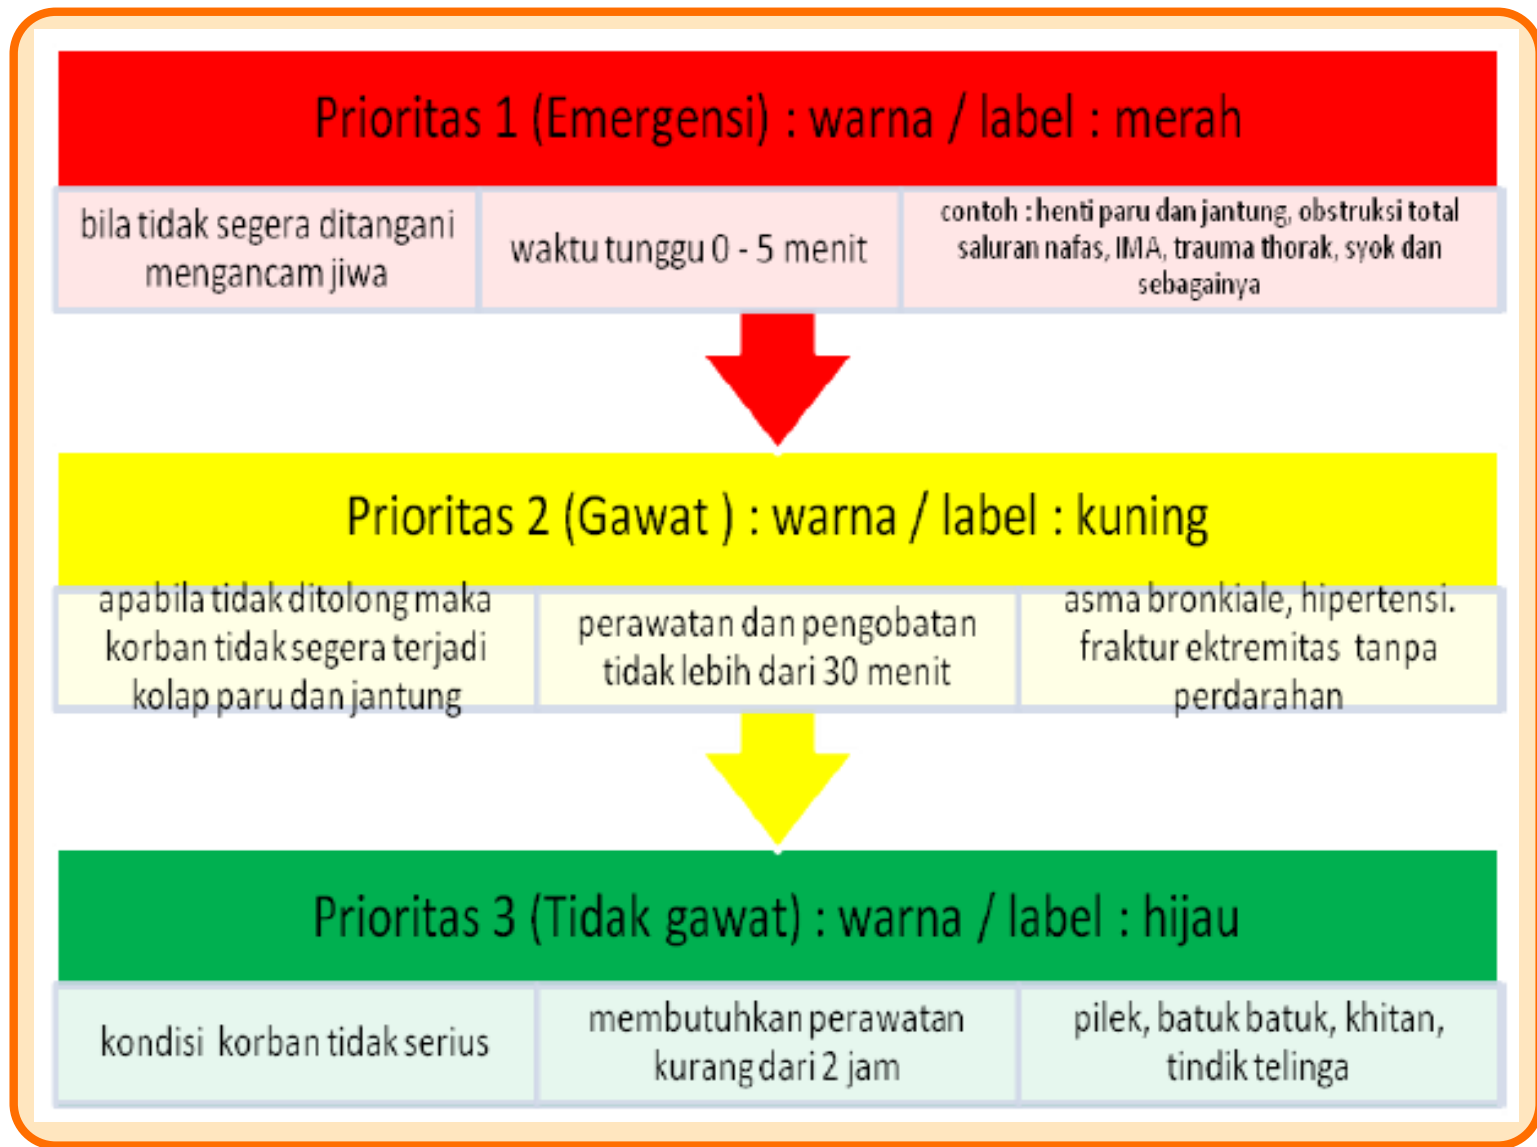 Prioritas 1 (Emergensi) : warna / label : merah
bila tidak segera ditangani
mengancam jiwa
waktu tunggu 0 - 5 menit
contoh : henti paru dan jantung, obstruksi total
saluran nafas, IMA, trauma thorak, syok dan
sebagainya
Prioritas 2 (Gawat ) : warna / label : kuning
apabila tidak ditolong maka
korban tidak segera terjadi
kolap paru dan jantung
perawatan dan pengobatan
tidak lebih dari 30 menit
asma bronkiale, hipertensi.
fraktur ektremitas tanpa
perdarahan
Prioritas 3 (Tidak gawat) : warna / label : hijau
kondisi korban tidak serius
membutuhkan perawatan
kurang dari 2 jam
pilek, batuk batuk, khitan,
tindik telinga